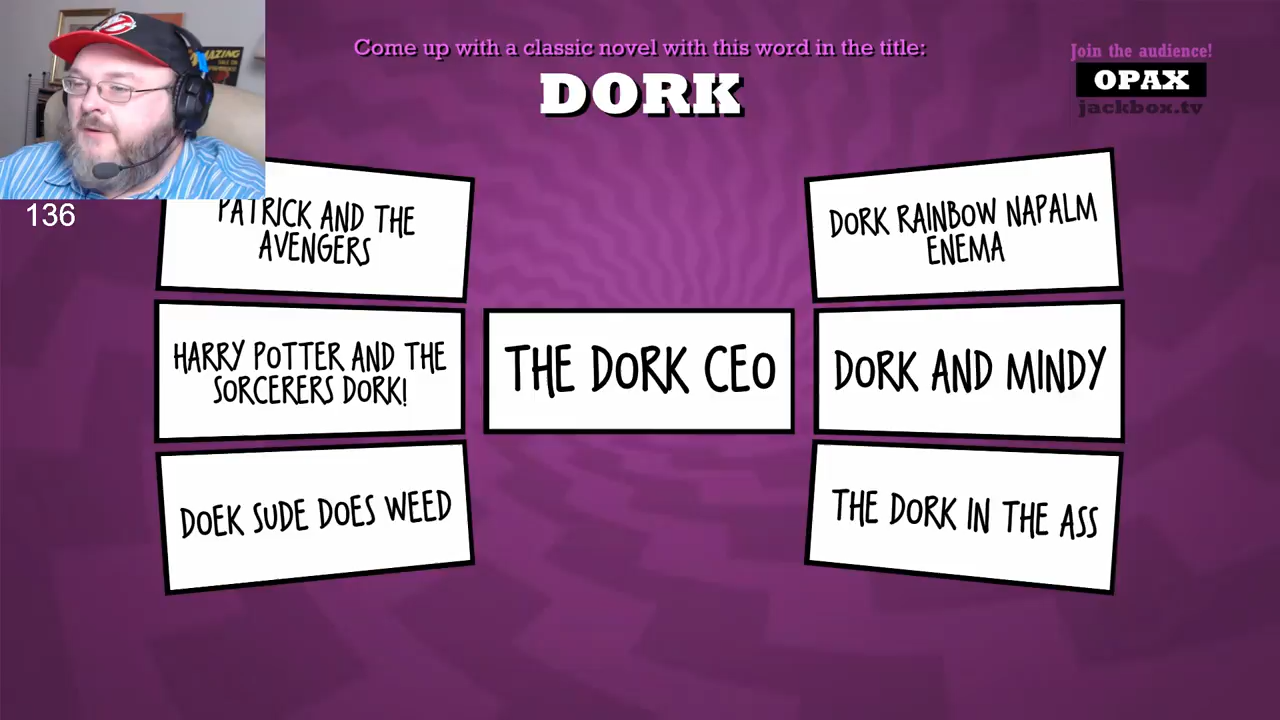 Come up with a classic novel with this word in the title:
DORK
Join the audience!
OPAX
jackbox.tv
AMAZING
136
PATRICK AND THE
AVENGERS
HARRY POTTER AND THE
SORCERERS DORK!
DOEK SUDE DOES WEED
THE DORK CEO
DORK RAINBOW NAPALM
ENEMA
DORK AND MINDY
THE DORK IN THE ASS